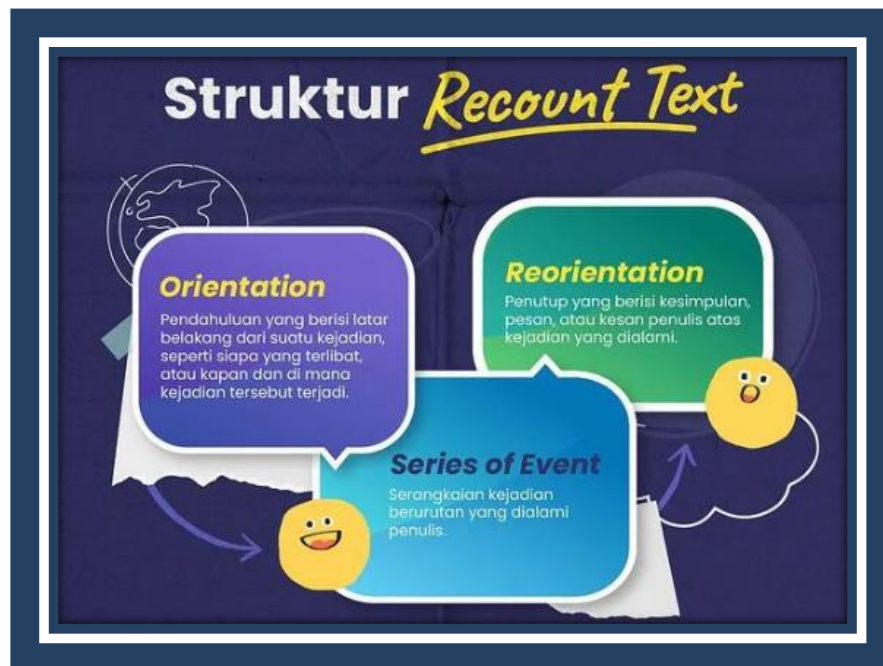 Struktur Recount Text
Orientation
Pendahuluan yang berisi latar
belakang dari suatu kejadian,
seperti siapa yang terlibat,
atau kapan dan di mana
kejadian tersebut terjadi.
Series of Event
Serangkaian kejadian
berurutan yang dialami
penulis.
Reorientation
Penutup yang berisi kesimpulan,
pesan, atau kesan penulis atas
kejadian yang dialami.